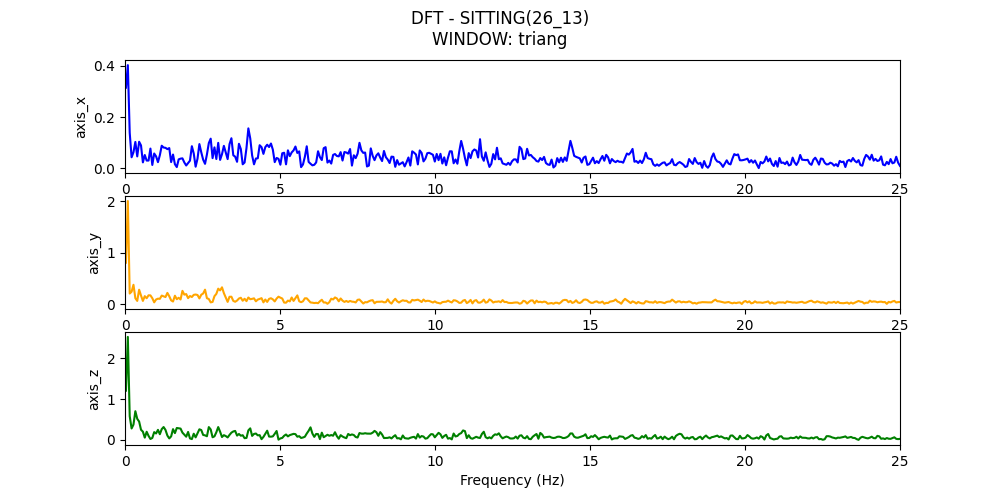 DFT - SITTING(26_13)
WINDOW: triang
0.4
0.2
0.0
axis_x
0 5 10 15 20 25
2
1
0
axis_y
0 5 10 15 20 25
2
1
0
axis_z
0 5 10 15 20 25
Frequency (Hz)